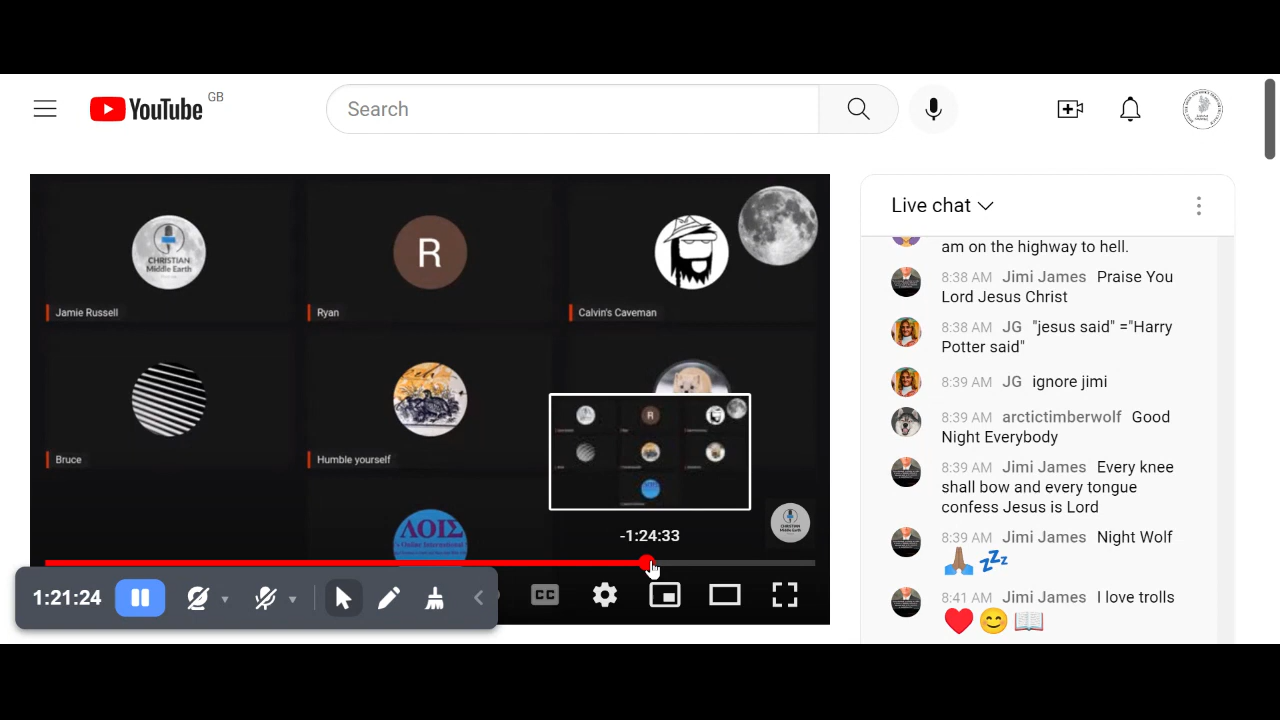 YouTube GB
Search
CHRISTIAN
Middle Earth
Jamie Russell
R
Ryan
Calvin's Caveman
Bruce
Humble yourself
R
ΛΟΙΣ
's Online Internationa
-1:24:33
1:21:24
CC
Live chat
am on the highway to hell.
8:38 AM Jimi James Praise You
Lord Jesus Christ
8:38 AM JG "jesus said" ="Harry
Potter said"
8:39 AM JG ignore jimi
8:39 AM arctictimberwolf Good
Night Everybody
8:39 AM Jimi James Every knee
shall bow and every tongue
confess Jesus is Lord
8:39 AM Jimi James Night Wolf
8:41 AM Jimi James I love trolls